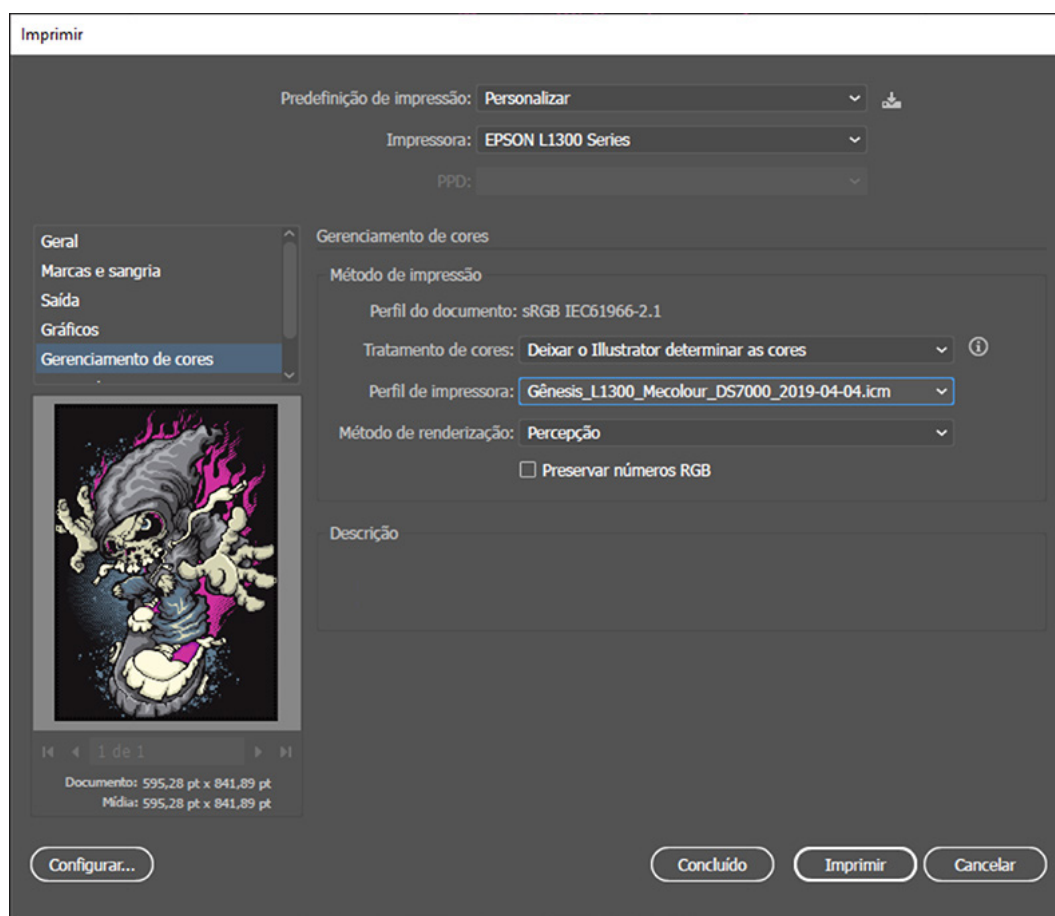 Imprimir
Predefinição de impressão: Personalizar
Impressora: EPSON L1300 Series
PPD:
Geral
Marcas e sangria
Saída
Gráficos
Gerenciamento de cores
Gerenciamento de cores
Método de impressão
Perfil do documento: sRGB IEC61966-2.1
Tratamento de cores: Deixar o Illustrator determinar as cores
Perfil de impressora: Gênesis_L1300_Mecolour_DS7000_2019-04-04.icm
Método de renderização: Percepção
Preservar números RGB
Descrição
1 de 1
Documento: 595,28 pt x 841,89 pt
Mídia: 595,28 pt x 841,89 pt
Configurar...
Concluído
Imprimir
Cancelar